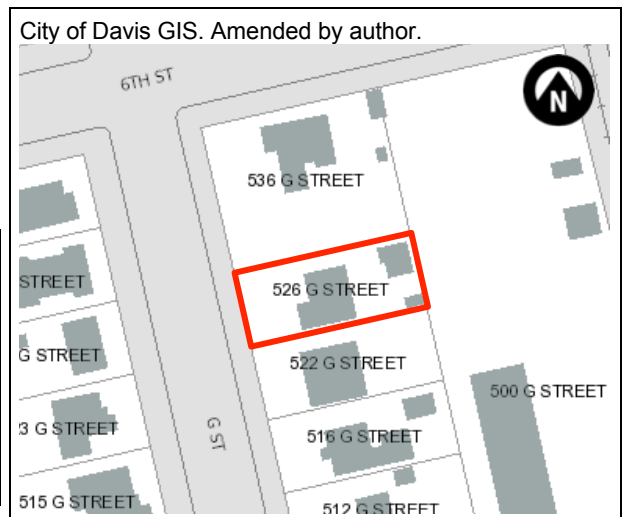 City of Davis GIS. Amended by author.
6TH ST
N
536 G STREET
STREET
526 G STREET
G STREET
522 G STREET
500 G STREET
3 G STREET
G ST
516 G STREET
515 G STREET
512 G STREET